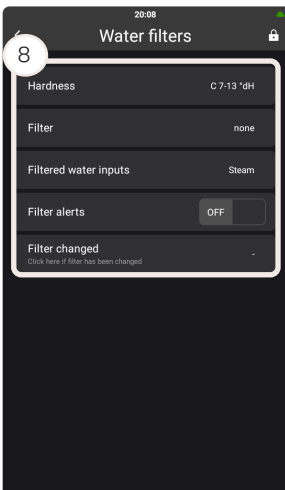 20:08
Water filters
8
Hardness C 7-13 °dH
Filter none
Filtered water inputs Steam
Filter alerts OFF
Filter changed -
Click here if filter has been changed